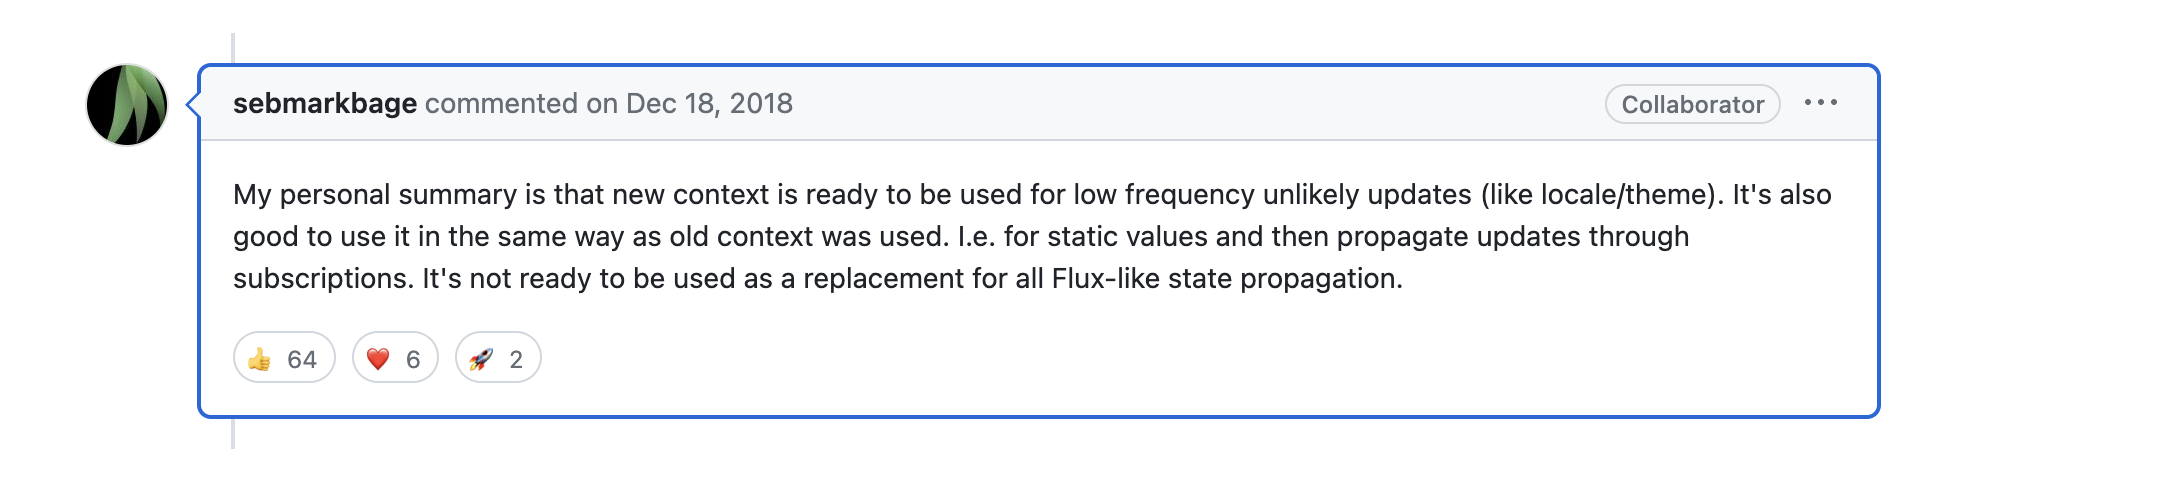 sebmarkbage commented on Dec 18, 2018
Collaborator
My personal summary is that new context is ready to be used for low frequency unlikely updates (like locale/theme). It's also
good to use it in the same way as old context was used. I.e. for static values and then propagate updates through
subscriptions. It's not ready to be used as a replacement for all Flux-like state propagation.
👍 64 ❤️ 6 🚀 2